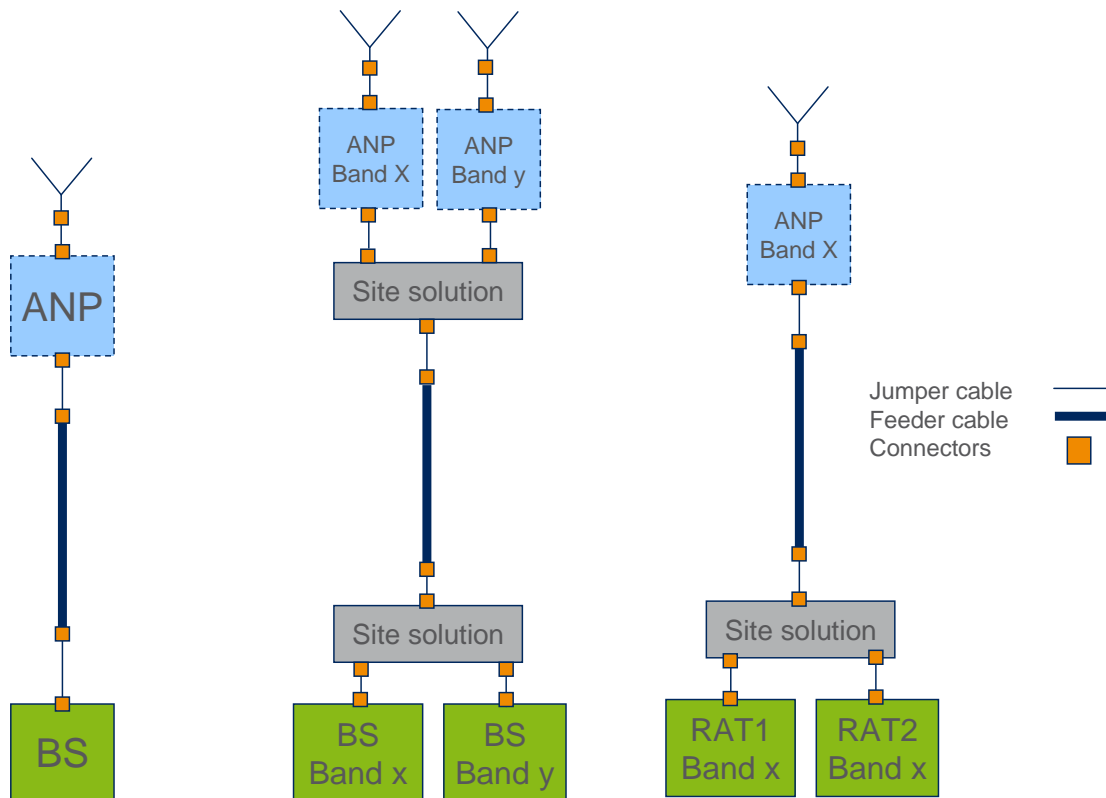 ANP
BS
ANP
Band X
ANP
Band y
Site solution
Site solution
BS
Band x
BS
Band y
ANP
Band X
Site solution
RAT1
Band x
RAT2
Band x
Jumper cable
Feeder cable
Connectors